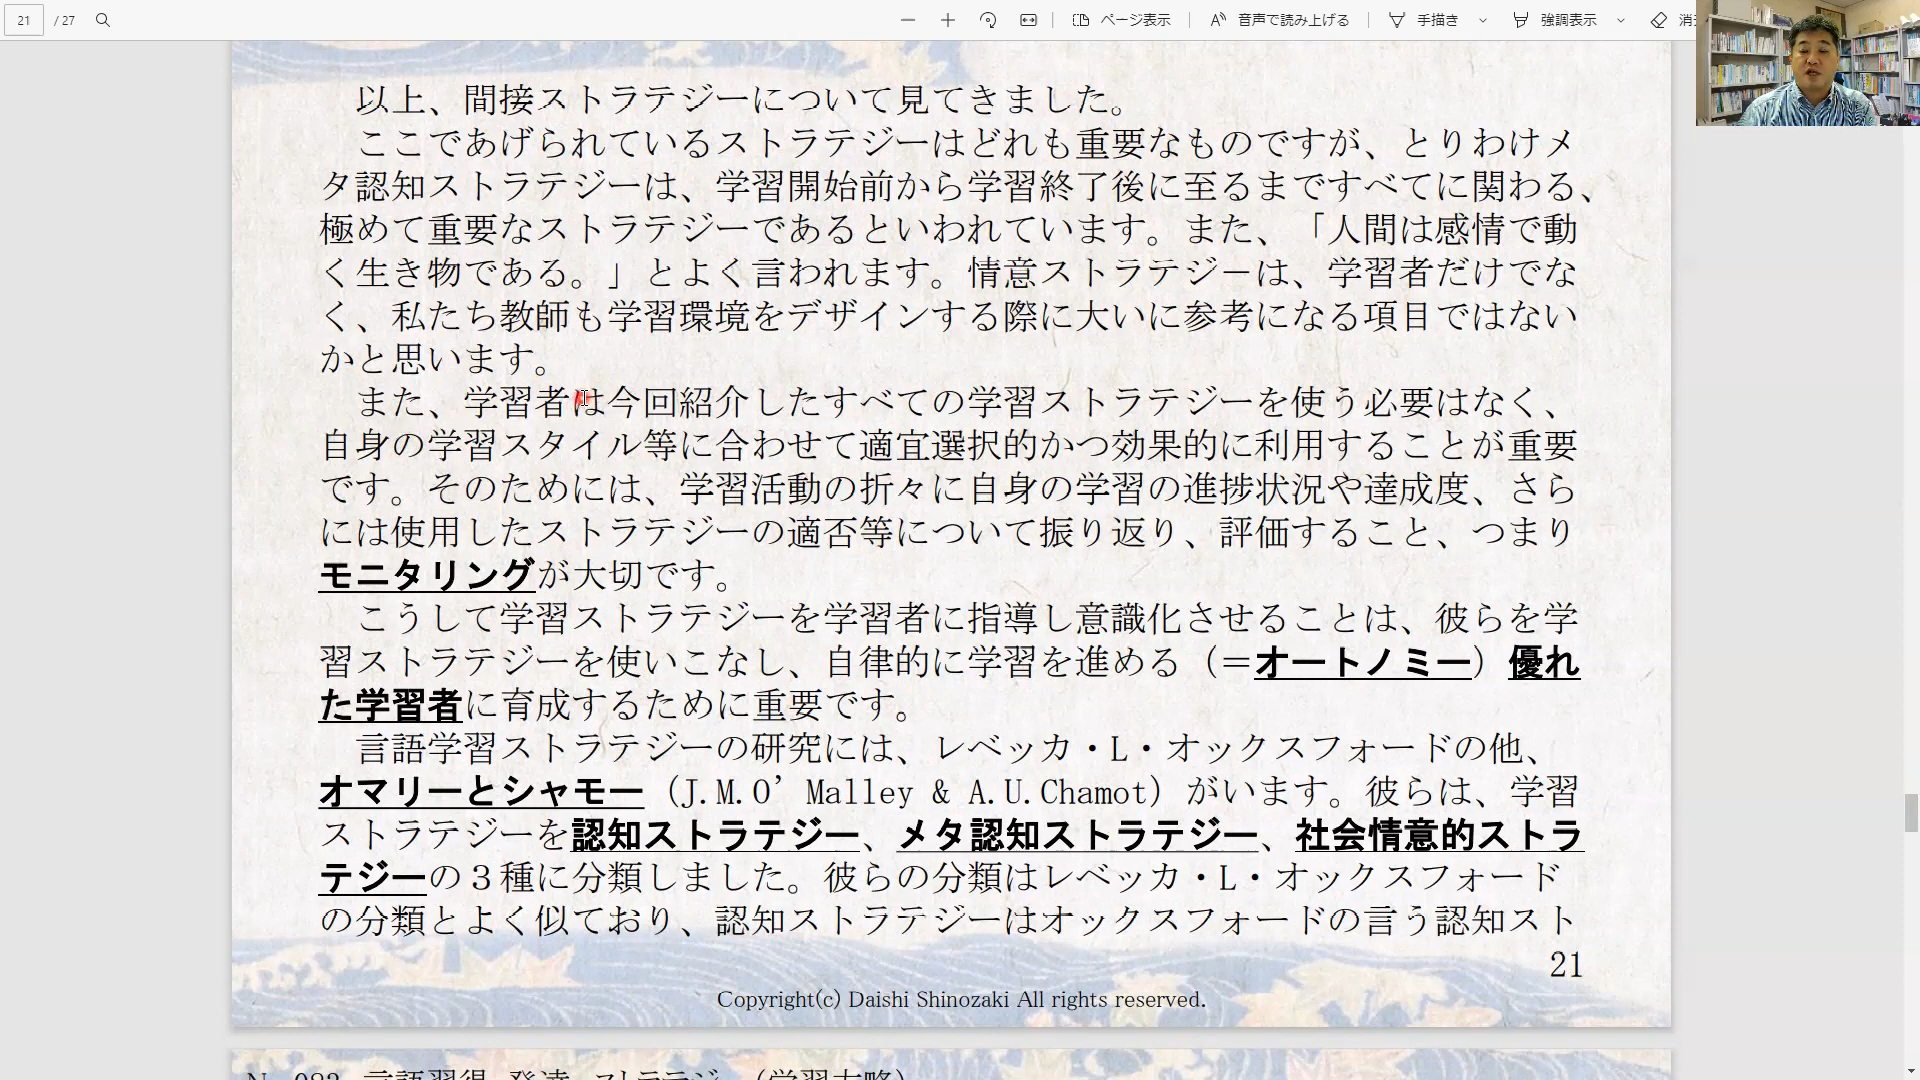 21 / 27 ページ表示 音声で読み上げる 手描き 強調表示
以上、間接ストラテジーについて見てきました。
ここであげられているストラテジーはどれも重要なものですが、とりわけメ
タ認知ストラテジーは、学習開始前から学習終了後に至るまですべてに関わる、
極めて重要なストラテジーであるといわれています。また、「人間は感情で動
く生き物である。」とよく言われます。情意ストラテジ－は、学習者だけでな
く、私たち教師も学習環境をデザインする際に大いに参考になる項目ではない
かと思います。
また、学習者は今回紹介したすべての学習ストラテジーを使う必要はなく、
自身の学習スタイル等に合わせて適宜選択的かつ効果的に利用することが重要
です。そのためには、学習活動の折々に自身の学習の進捗状況や達成度、さら
には使用したストラテジーの適否等について振り返り、評価すること、つまり
モニタリングが大切です。
こうして学習ストラテジーを学習者に指導し意識化させることは、彼らを学
習ストラテジーを使いこなし、自律的に学習を進める（＝オートノミー）優れ
た学習者に育成するために重要です。
言語学習ストラテジーの研究には、レベッカ・L・オックスフォードの他、
オマリーとシャモー（J.M.O’Malley & A.U.Chamot）がいます。彼らは、学習
ストラテジーを認知ストラテジー、メタ認知ストラテジー、社会情意的ストラ
テジーの３種に分類しました。彼らの分類はレベッカ・L・オックスフォード
の分類とよく似ており、認知ストラテジーはオックスフォードの言う認知スト
21
Copyright(c) Daishi Shinozaki All rights reserved.